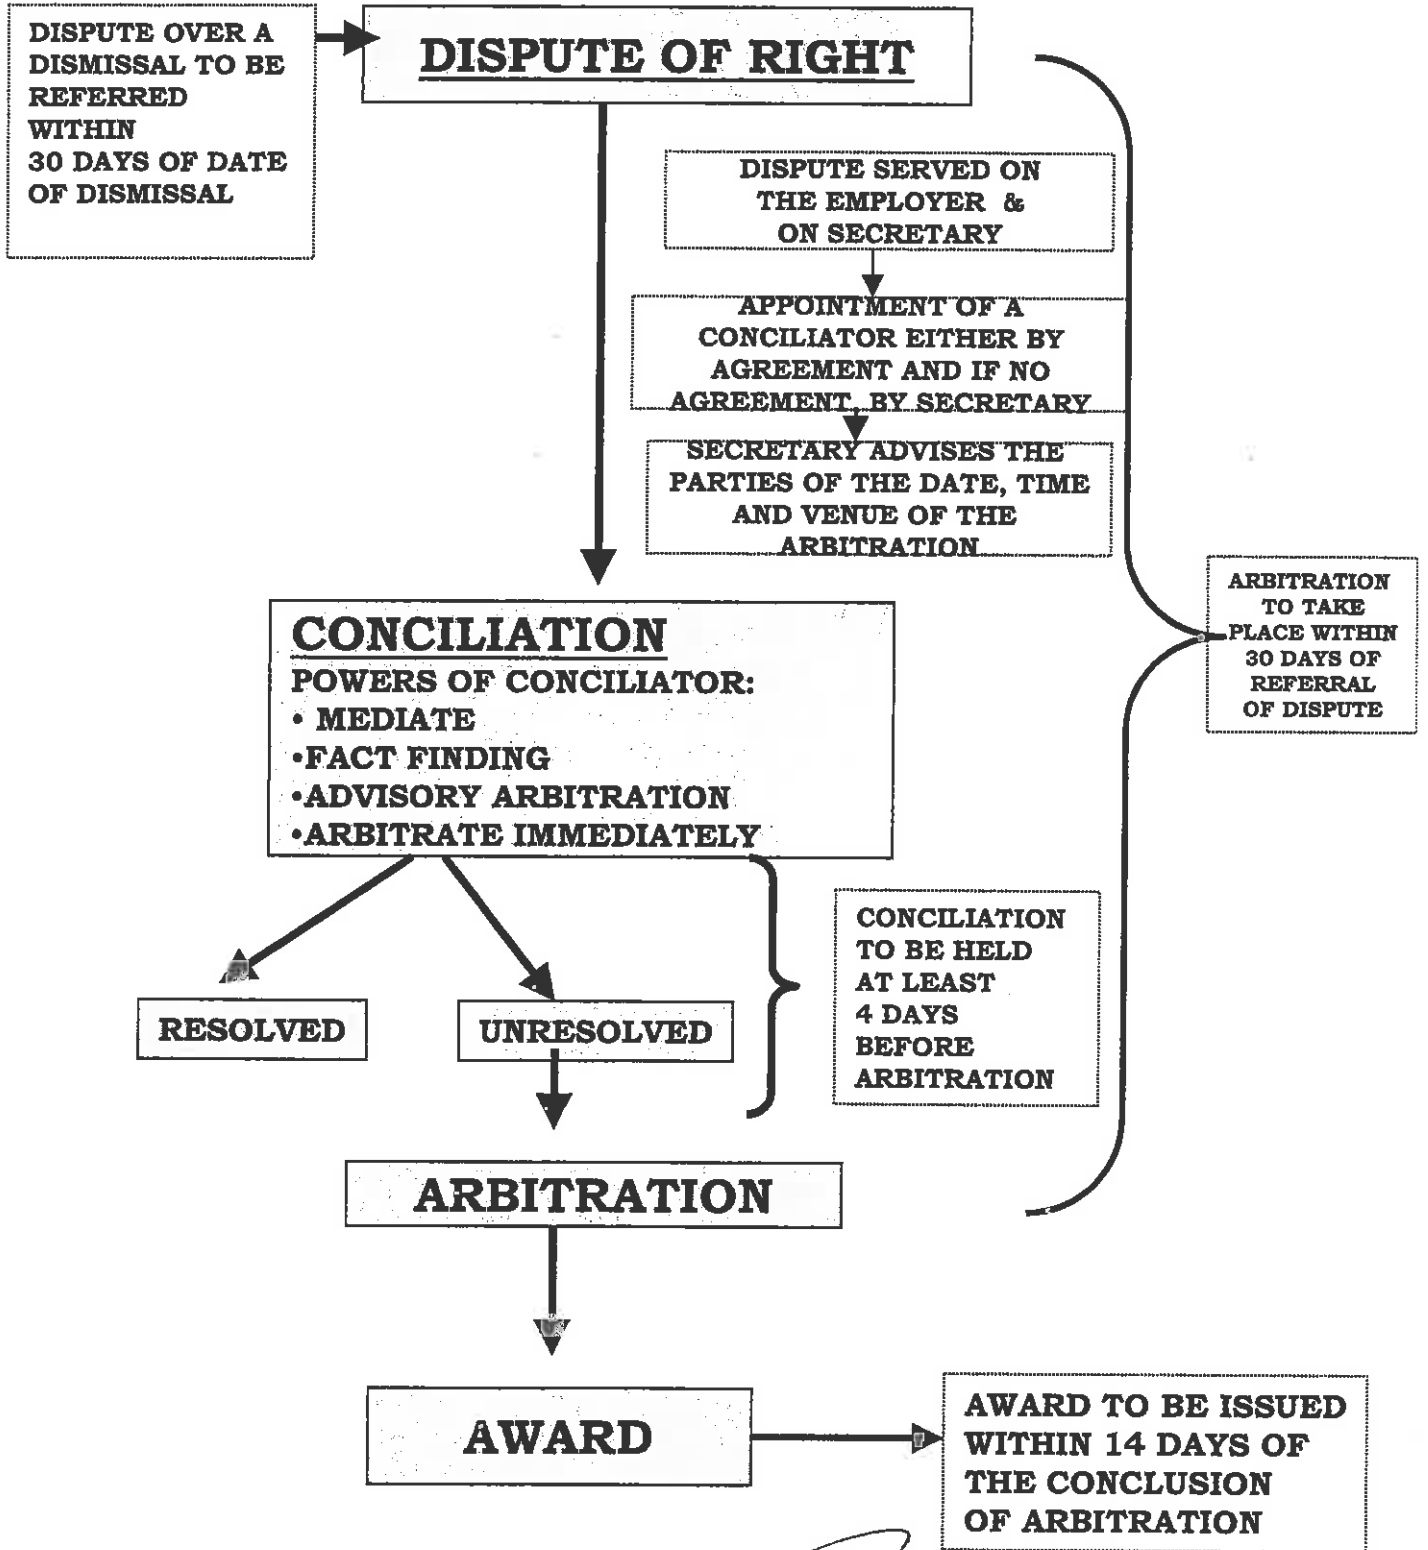 DISPUTE OVER A
DISMISSAL TO BE
REFERRED
WITHIN
30 DAYS OF DATE
OF DISMISSAL
DISPUTE OF RIGHT
DISPUTE SERVED ON
THE EMPLOYER &
ON SECRETARY
APPOINTMENT OF A
CONCILIATOR EITHER BY
AGREEMENT AND IF NO
AGREEMENT BY SECRETARY
SECRETARY ADVISES THE
PARTIES OF THE DATE, TIME
AND VENUE OF THE
ARBITRATION
ARBITRATION
TO TAKE
PLACE WITHIN
30 DAYS OF
REFERRAL
OF DISPUTE
CONCILIATION
POWERS OF CONCILIATOR:
• MEDIATE
•FACT FINDING
•ADVISORY ARBITRATION
•ARBITRATE IMMEDIATELY
CONCILIATION
TO BE HELD
AT LEAST
4 DAYS
BEFORE
ARBITRATION
RESOLVED
UNRESOLVED
ARBITRATION
AWARD
AWARD TO BE ISSUED
WITHIN 14 DAYS OF
THE CONCLUSION
OF ARBITRATION